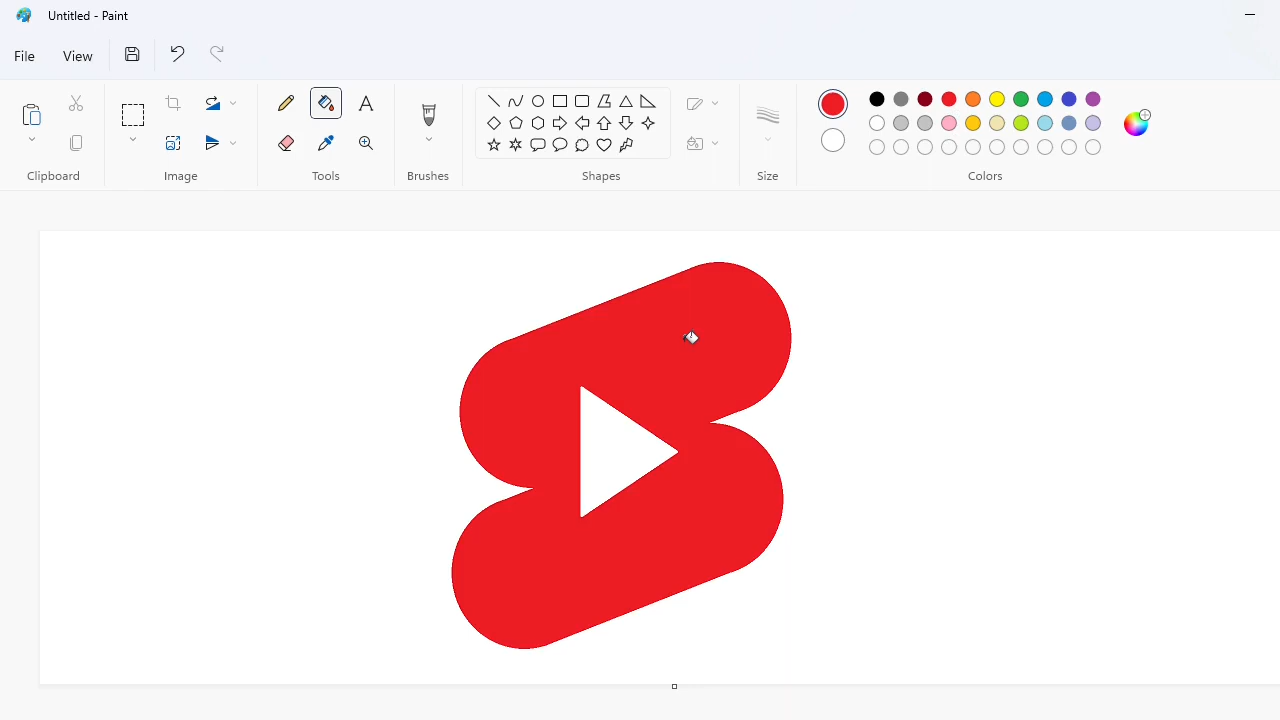 Untitled - Paint
File
View
Clipboard
Image
Tools
Brushes
Shapes
Size
Colors